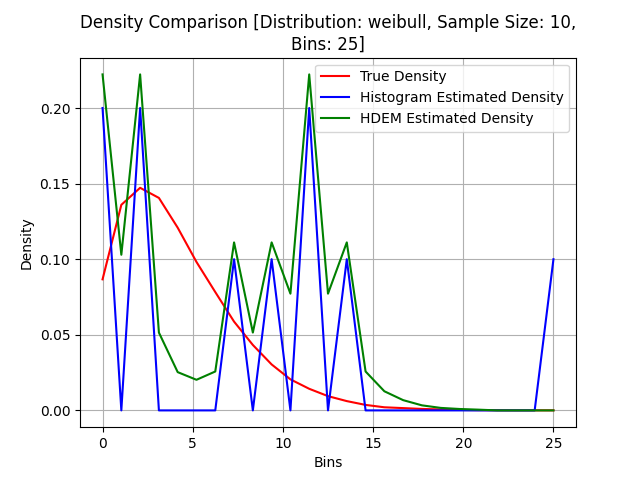 Density Comparison [Distribution: weibull, Sample Size: 10,
Bins: 25]
True Density
Histogram Estimated Density
HDEM Estimated Density
Density
0.20
0.15
0.10
0.05
0.00
0 5 10 15 20 25
Bins